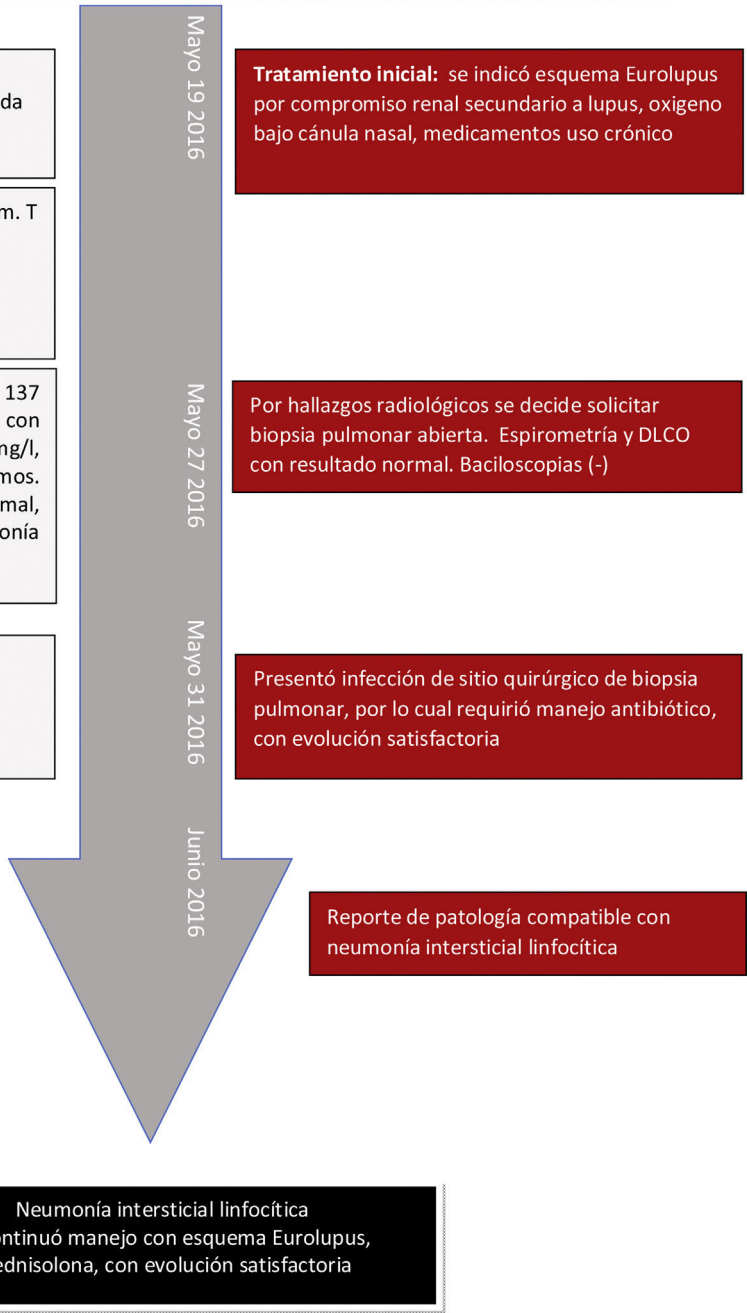 da
m. T
137
con
mg/l,
mos.
mal,
onía
Mayo 19 2016
Tratamiento inicial: se indicó esquema Eurolupus
por compromiso renal secundario a lupus, oxigeno
bajo cánula nasal, medicamentos uso crónico
Mayo 27 2016
Por hallazgos radiológicos se decide solicitar
biopsia pulmonar abierta. Espirometría y DLCO
con resultado normal. Baciloscopias (-)
Mayo 31 2016
Presentó infección de sitio quirúrgico de biopsia
pulmonar, por lo cual requirió manejo antibiótico,
con evolución satisfactoria
Junio 2016
Reporte de patología compatible con
neumonía intersticial linfocítica
Neumonía intersticial linfocítica
ontinuó manejo con esquema Eurolupus,
ednisolona, con evolución satisfactoria